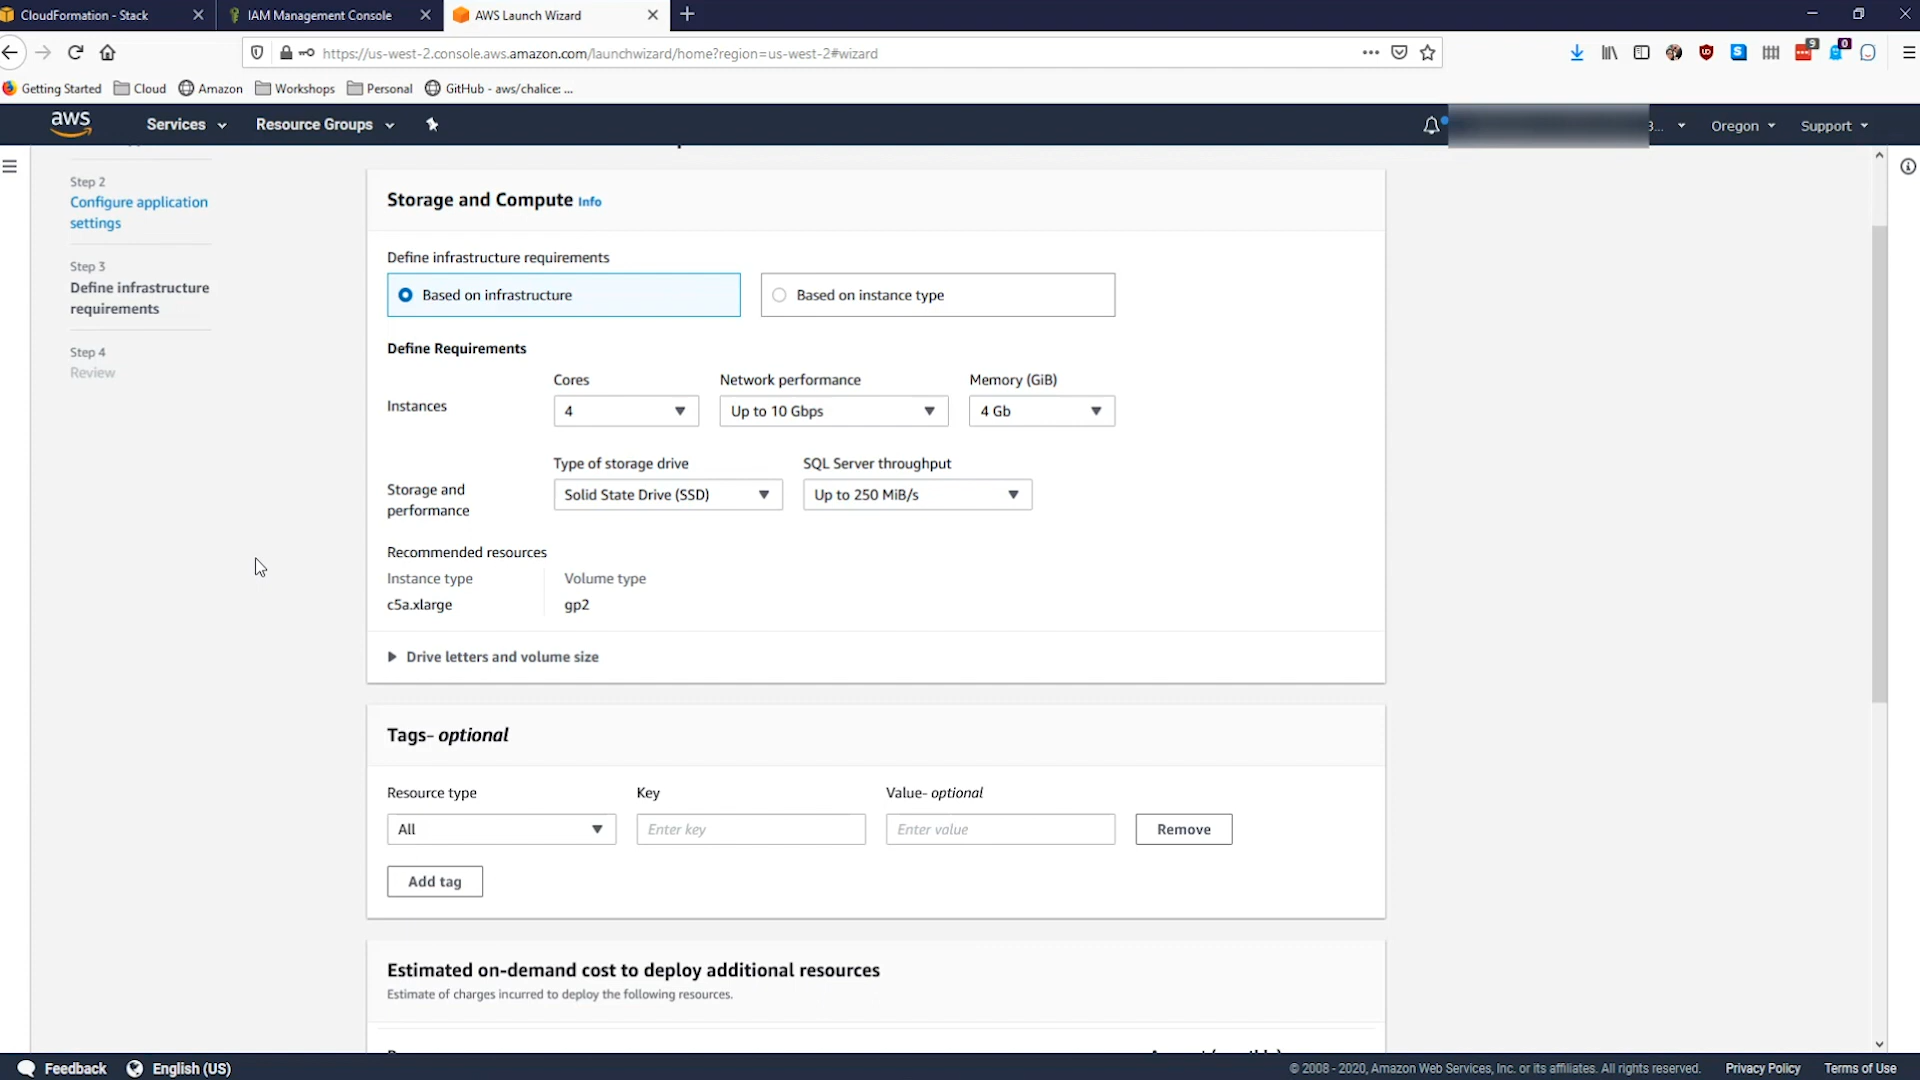 CloudFormation - Stack
IAM Management Console
AWS Launch Wizard
https://us-west-2.console.aws.amazon.com/launchwizard/home?region=us-west-2#wizard
9
0
Getting Started
Cloud
Amazon
Workshops
Personal
GitHub - aws/chalice: ...
aws
Services
Resource Groups
3...
Oregon
Support
Step 2
Configure application
settings
Step 3
Define infrastructure
requirements
Step 4
Review
Storage and Compute Info
Define infrastructure requirements
Based on infrastructure
Based on instance type
Define Requirements
Cores
Network performance
Memory (GiB)
Instances
4
Up to 10 Gbps
4 Gb
Type of storage drive
SQL Server throughput
Storage and
performance
Solid State Drive (SSD)
Up to 250 MiB/s
Recommended resources
Instance type
Volume type
c5a.xlarge
gp2
Drive letters and volume size
Tags- optional
Resource type
Key
Value- optional
All
Enter key
Enter value
Remove
Add tag
Estimated on-demand cost to deploy additional resources
Estimate of charges incurred to deploy the following resources.
Feedback
English (US)
© 2008 - 2020, Amazon Web Services, Inc. or its affiliates. All rights reserved.
Privacy Policy
Terms of Use